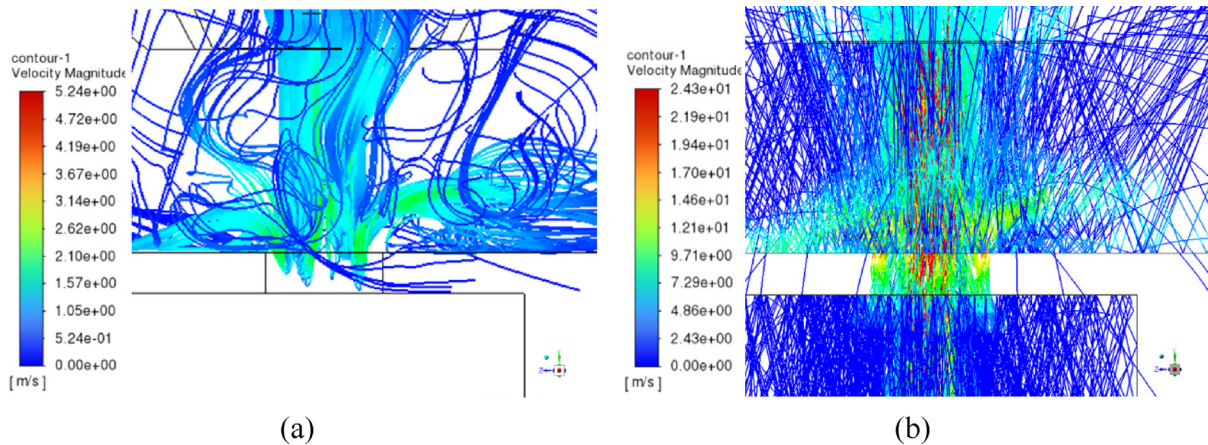 contour-1
Velocity Magnitude
5.24e+00
4.72e+00
4.19e+00
3.67e+00
3.14e+00
2.62e+00
2.10e+00
1.57e+00
1.05e+00
5.24e-01
0.00e+00
[ m/s ]
Z
(a)
contour-1
Velocity Magnitude
2.43e+01
2.19e+01
1.94e+01
1.70e+01
1.46e+01
1.21e+01
9.71e+00
7.29e+00
4.86e+00
2.43e+00
0.00e+00
[ m/s ]
Z
(b)